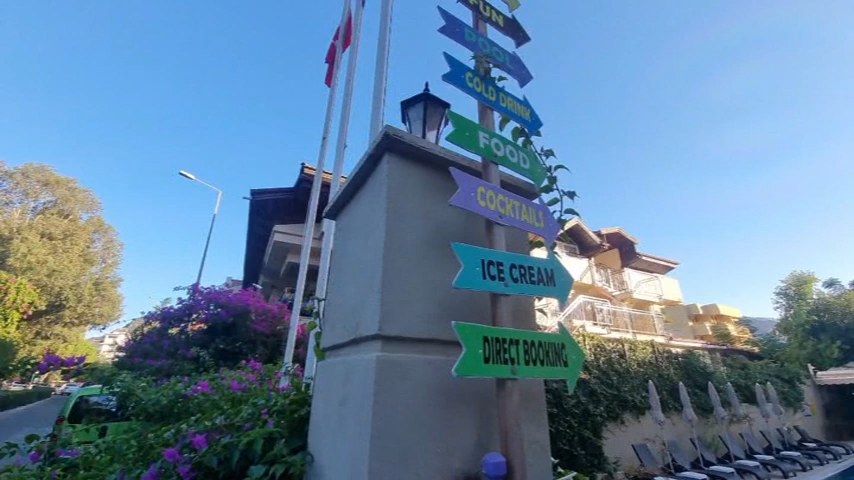 FUN
POOL
COLD DRINK
FOOD
COCKTAILS
ICE CREAM
DIRECT BOOKING